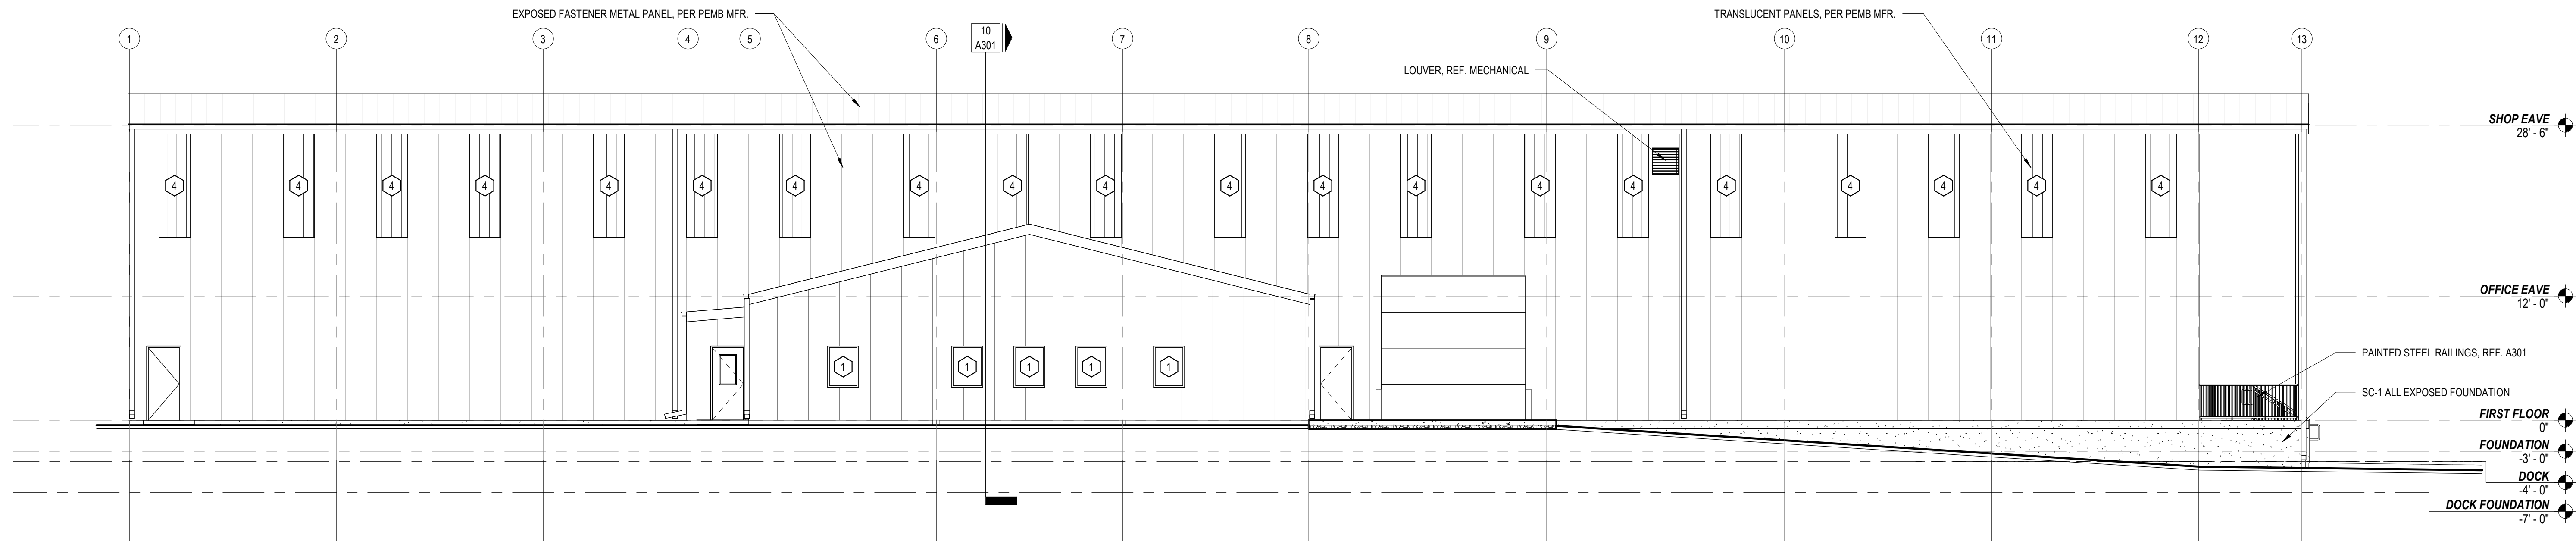 EXPOSED FASTENER METAL PANEL, PER PEMB MFR.
10
A301
TRANSLUCENT PANELS, PER PEMB MFR.
1 2 3 4 5 6 7 8 9 10 11 12 13
LOUVER, REF. MECHANICAL
SHOP EAVE
28' - 6"
4 4 4 4 4 4 4 4 4 4 4 4 4 4 4 4 4 4 4 4
OFFICE EAVE
12' - 0"
PAINTED STEEL RAILINGS, REF. A301
1 1 1 1 1
SC-1 ALL EXPOSED FOUNDATION
FIRST FLOOR
0"
FOUNDATION
-3' - 0"
DOCK
-4' - 0"
DOCK FOUNDATION
-7' - 0"